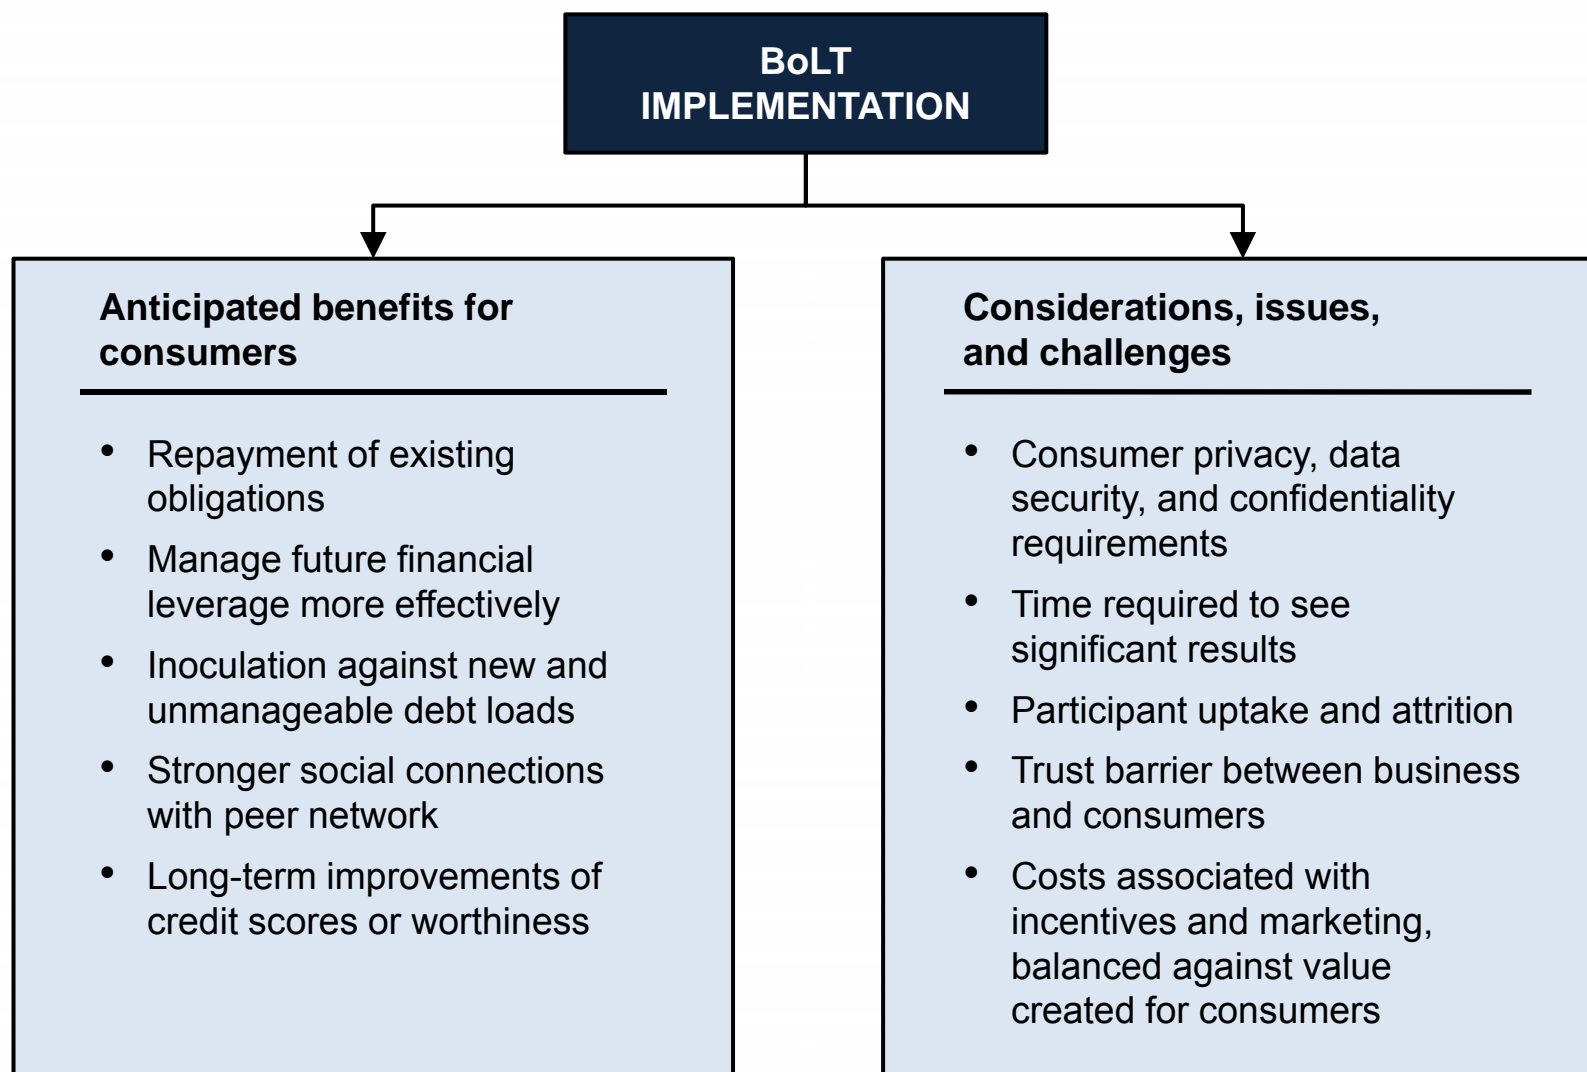 BoLT
IMPLEMENTATION
Anticipated benefits for
consumers
• Repayment of existing
obligations
• Manage future financial
leverage more effectively
• Inoculation against new and
unmanageable debt loads
• Stronger social connections
with peer network
• Long-term improvements of
credit scores or worthiness
Considerations, issues,
and challenges
• Consumer privacy, data
security, and confidentiality
requirements
• Time required to see
significant results
• Participant uptake and attrition
• Trust barrier between business
and consumers
• Costs associated with
incentives and marketing,
balanced against value
created for consumers